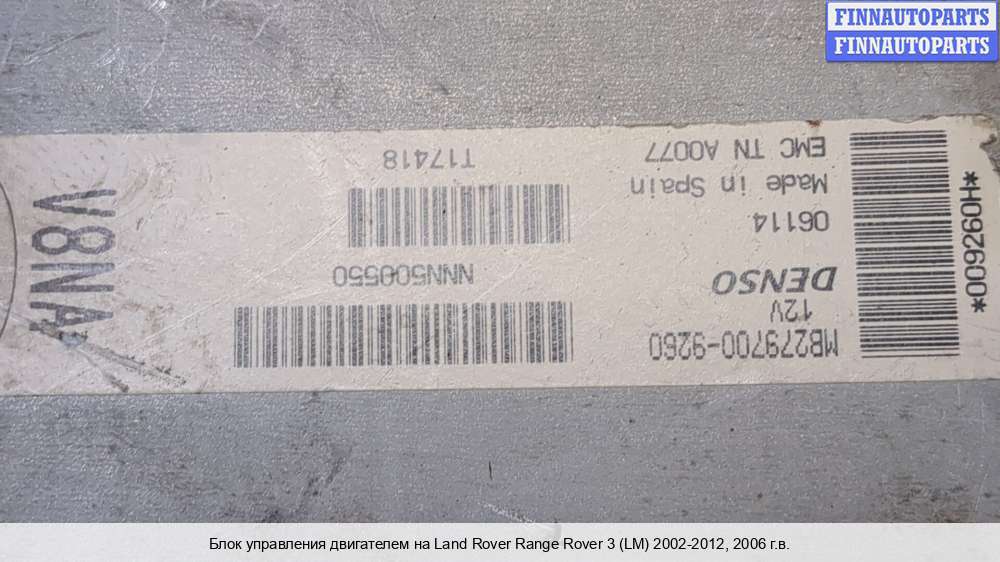 FINNAUTOPARTS
FINNAUTOPARTS
MB279700-9260
12V
DENSO
06114
Made in Spain
EMC TN A0077
NNN500550
T17418
*009260H*
V8NA
Блок управления двигателем на Land Rover Range Rover 3 (LM) 2002-2012, 2006 г.в.